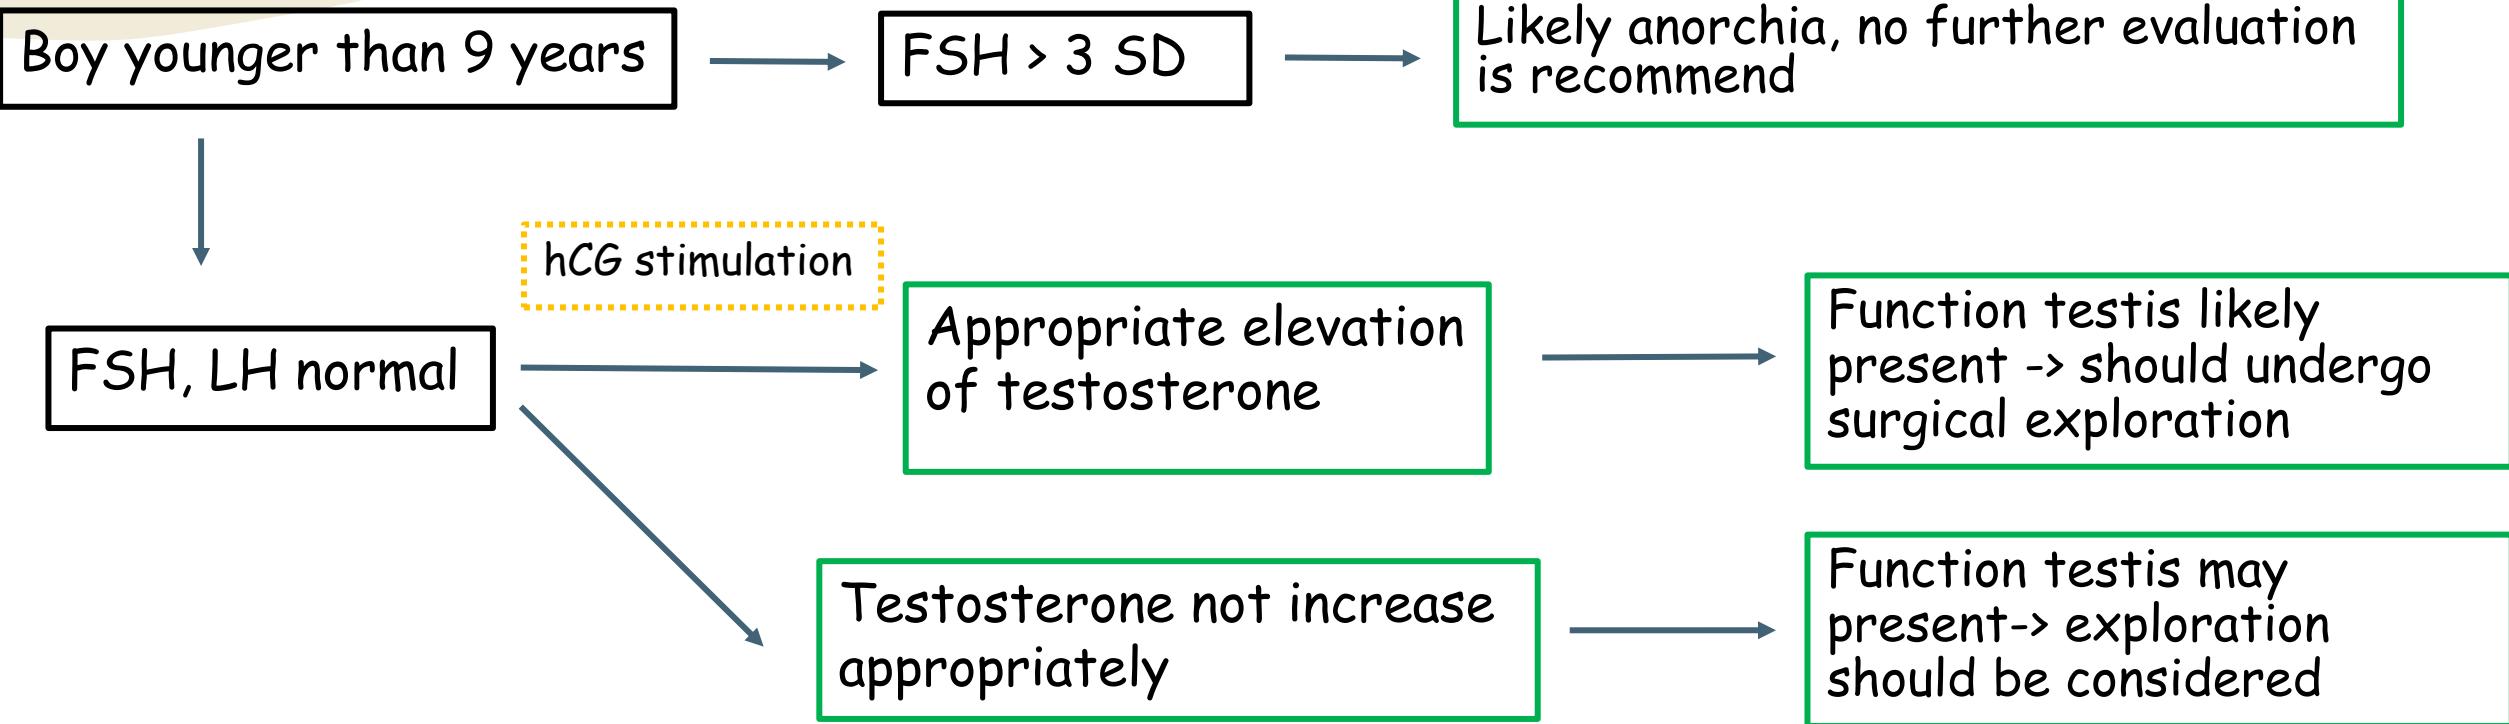 Boy younger than 9 years
FSH > 3 SD
Likely anorchia, no further evaluation
is recommend
hCG stimulation
FSH, LH normal
Appropriate elevation
of testosterone
Function testis likely
present -> should undergo
surgical exploration
Testosterone not increase
appropriately
Function testis may
present-> exploration
should be considered